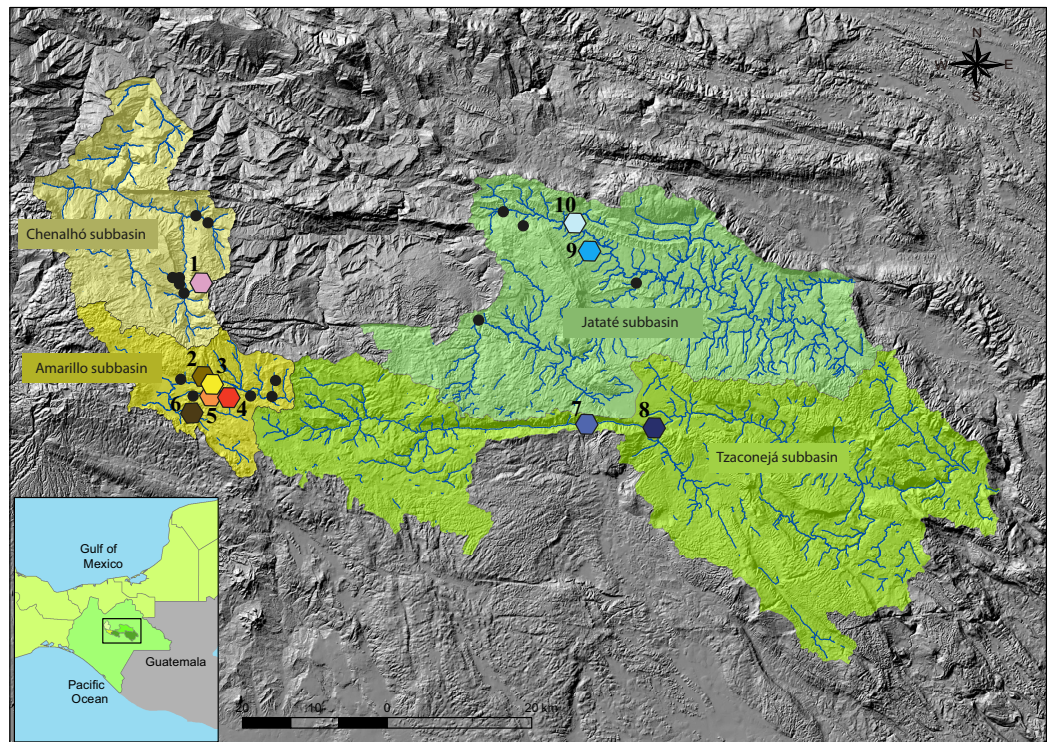 N
E
S
10
9
Chenalhó subbasin
1
Jataté subbasin
2
3
Amarillo subbasin
6
5
4
7
8
Tzaconejá subbasin
Gulf of
Mexico
Guatemala
Pacific
Ocean
20
10
0
20 km